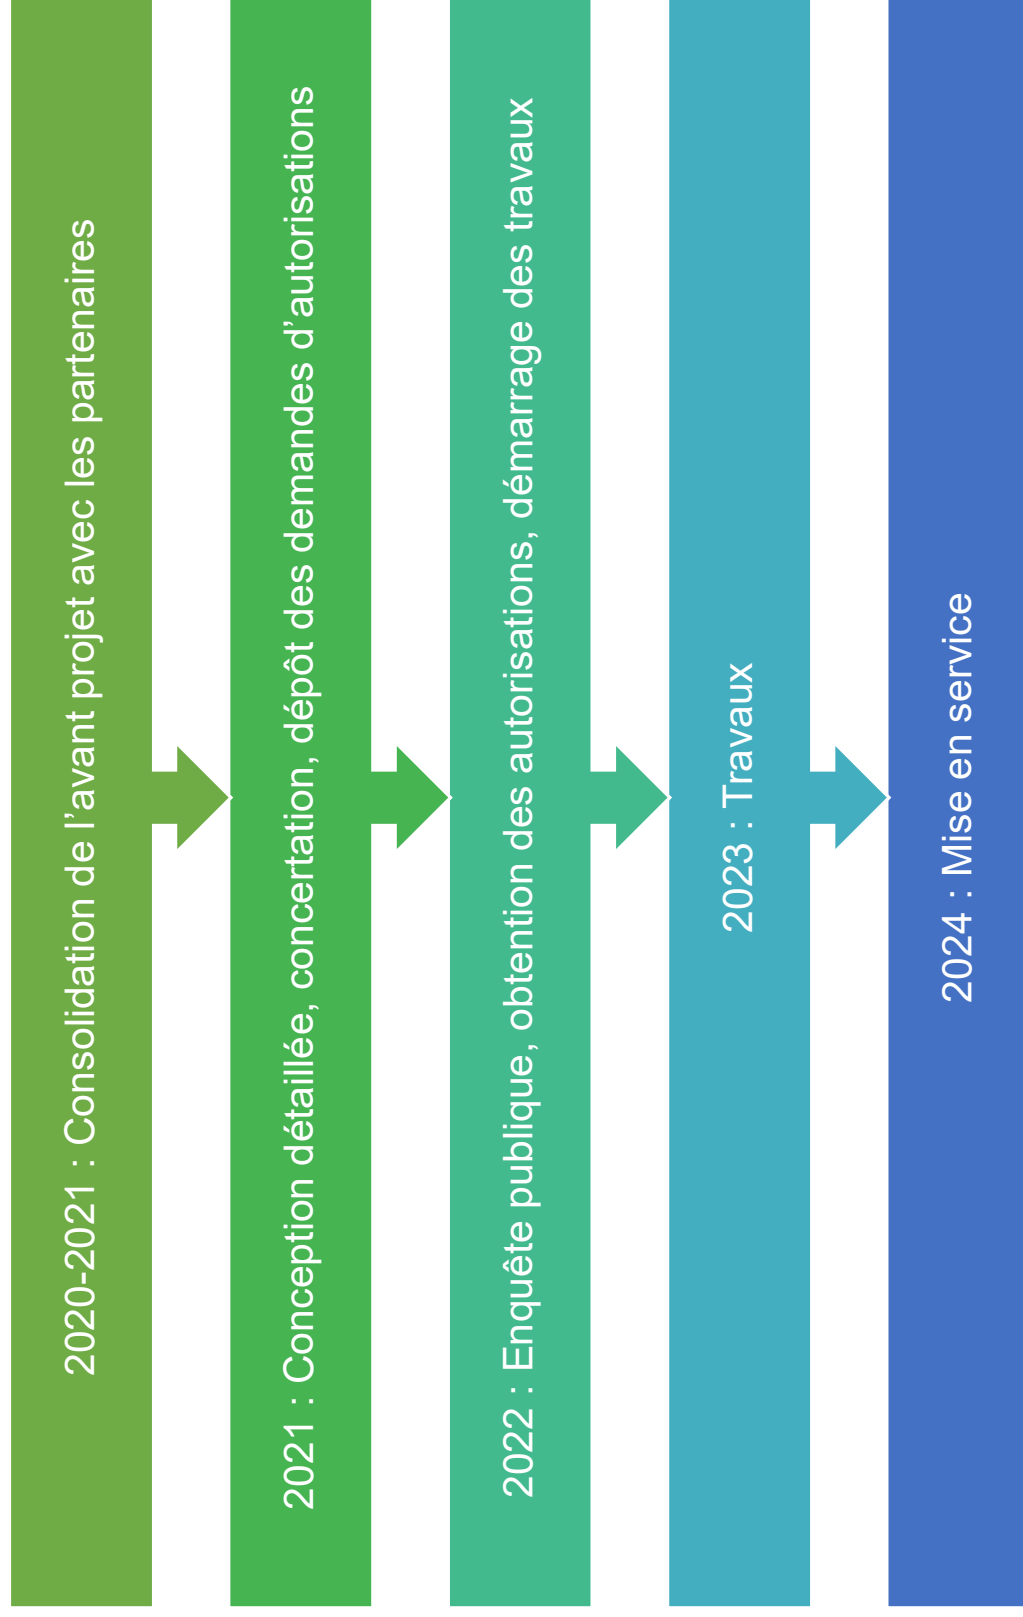 2020-2021 : Consolidation de l’avant projet avec les partenaires
2021 : Conception détaillée, concertation, dépôt des demandes d’autorisations
2022 : Enquête publique, obtention des autorisations, démarrage des travaux
2023 : Travaux
2024 : Mise en service